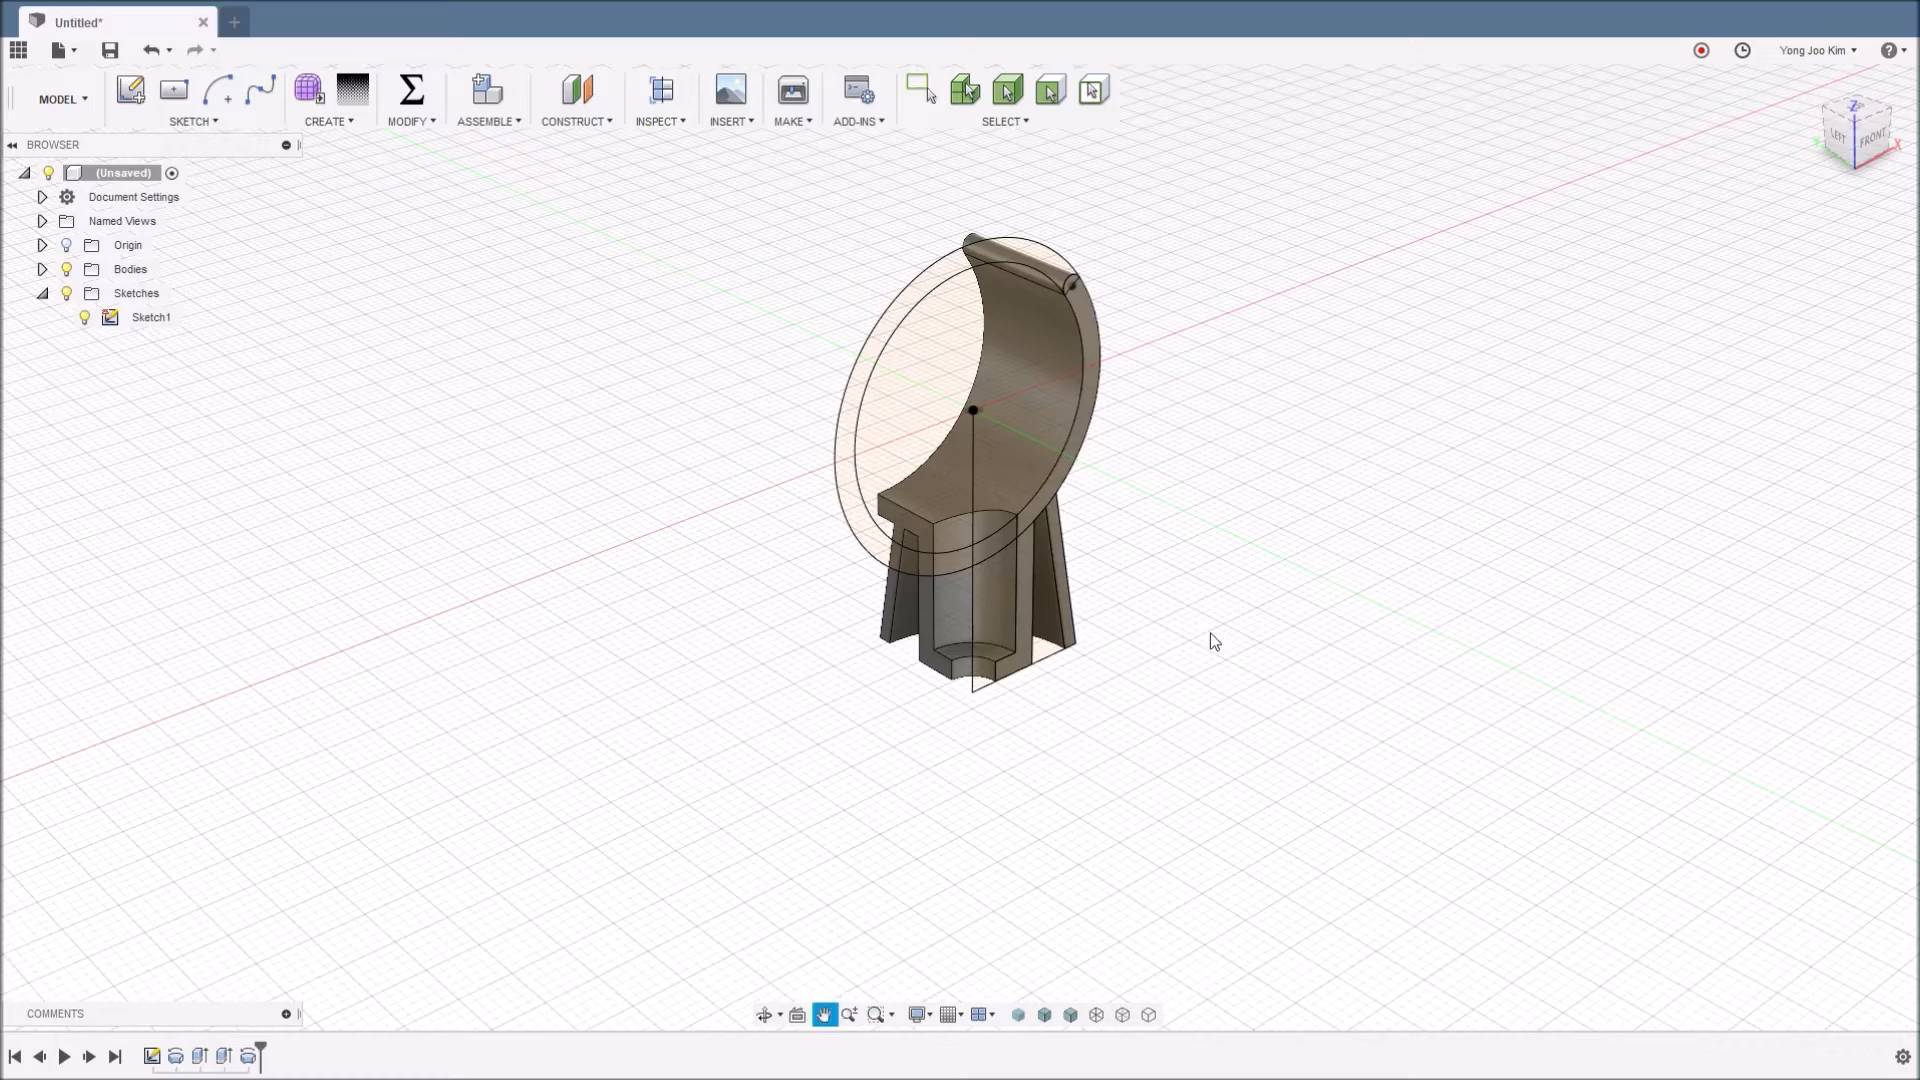 Untitled*
Yong Joo Kim
MODEL
SKETCH
CREATE
MODIFY
ASSEMBLE
CONSTRUCT
INSPECT
INSERT
MAKE
ADD-INS
SELECT
BROWSER
(Unsaved)
Document Settings
Named Views
Origin
Bodies
Sketches
Sketch1
Z
LEFT
FRONT
Y
X
COMMENTS